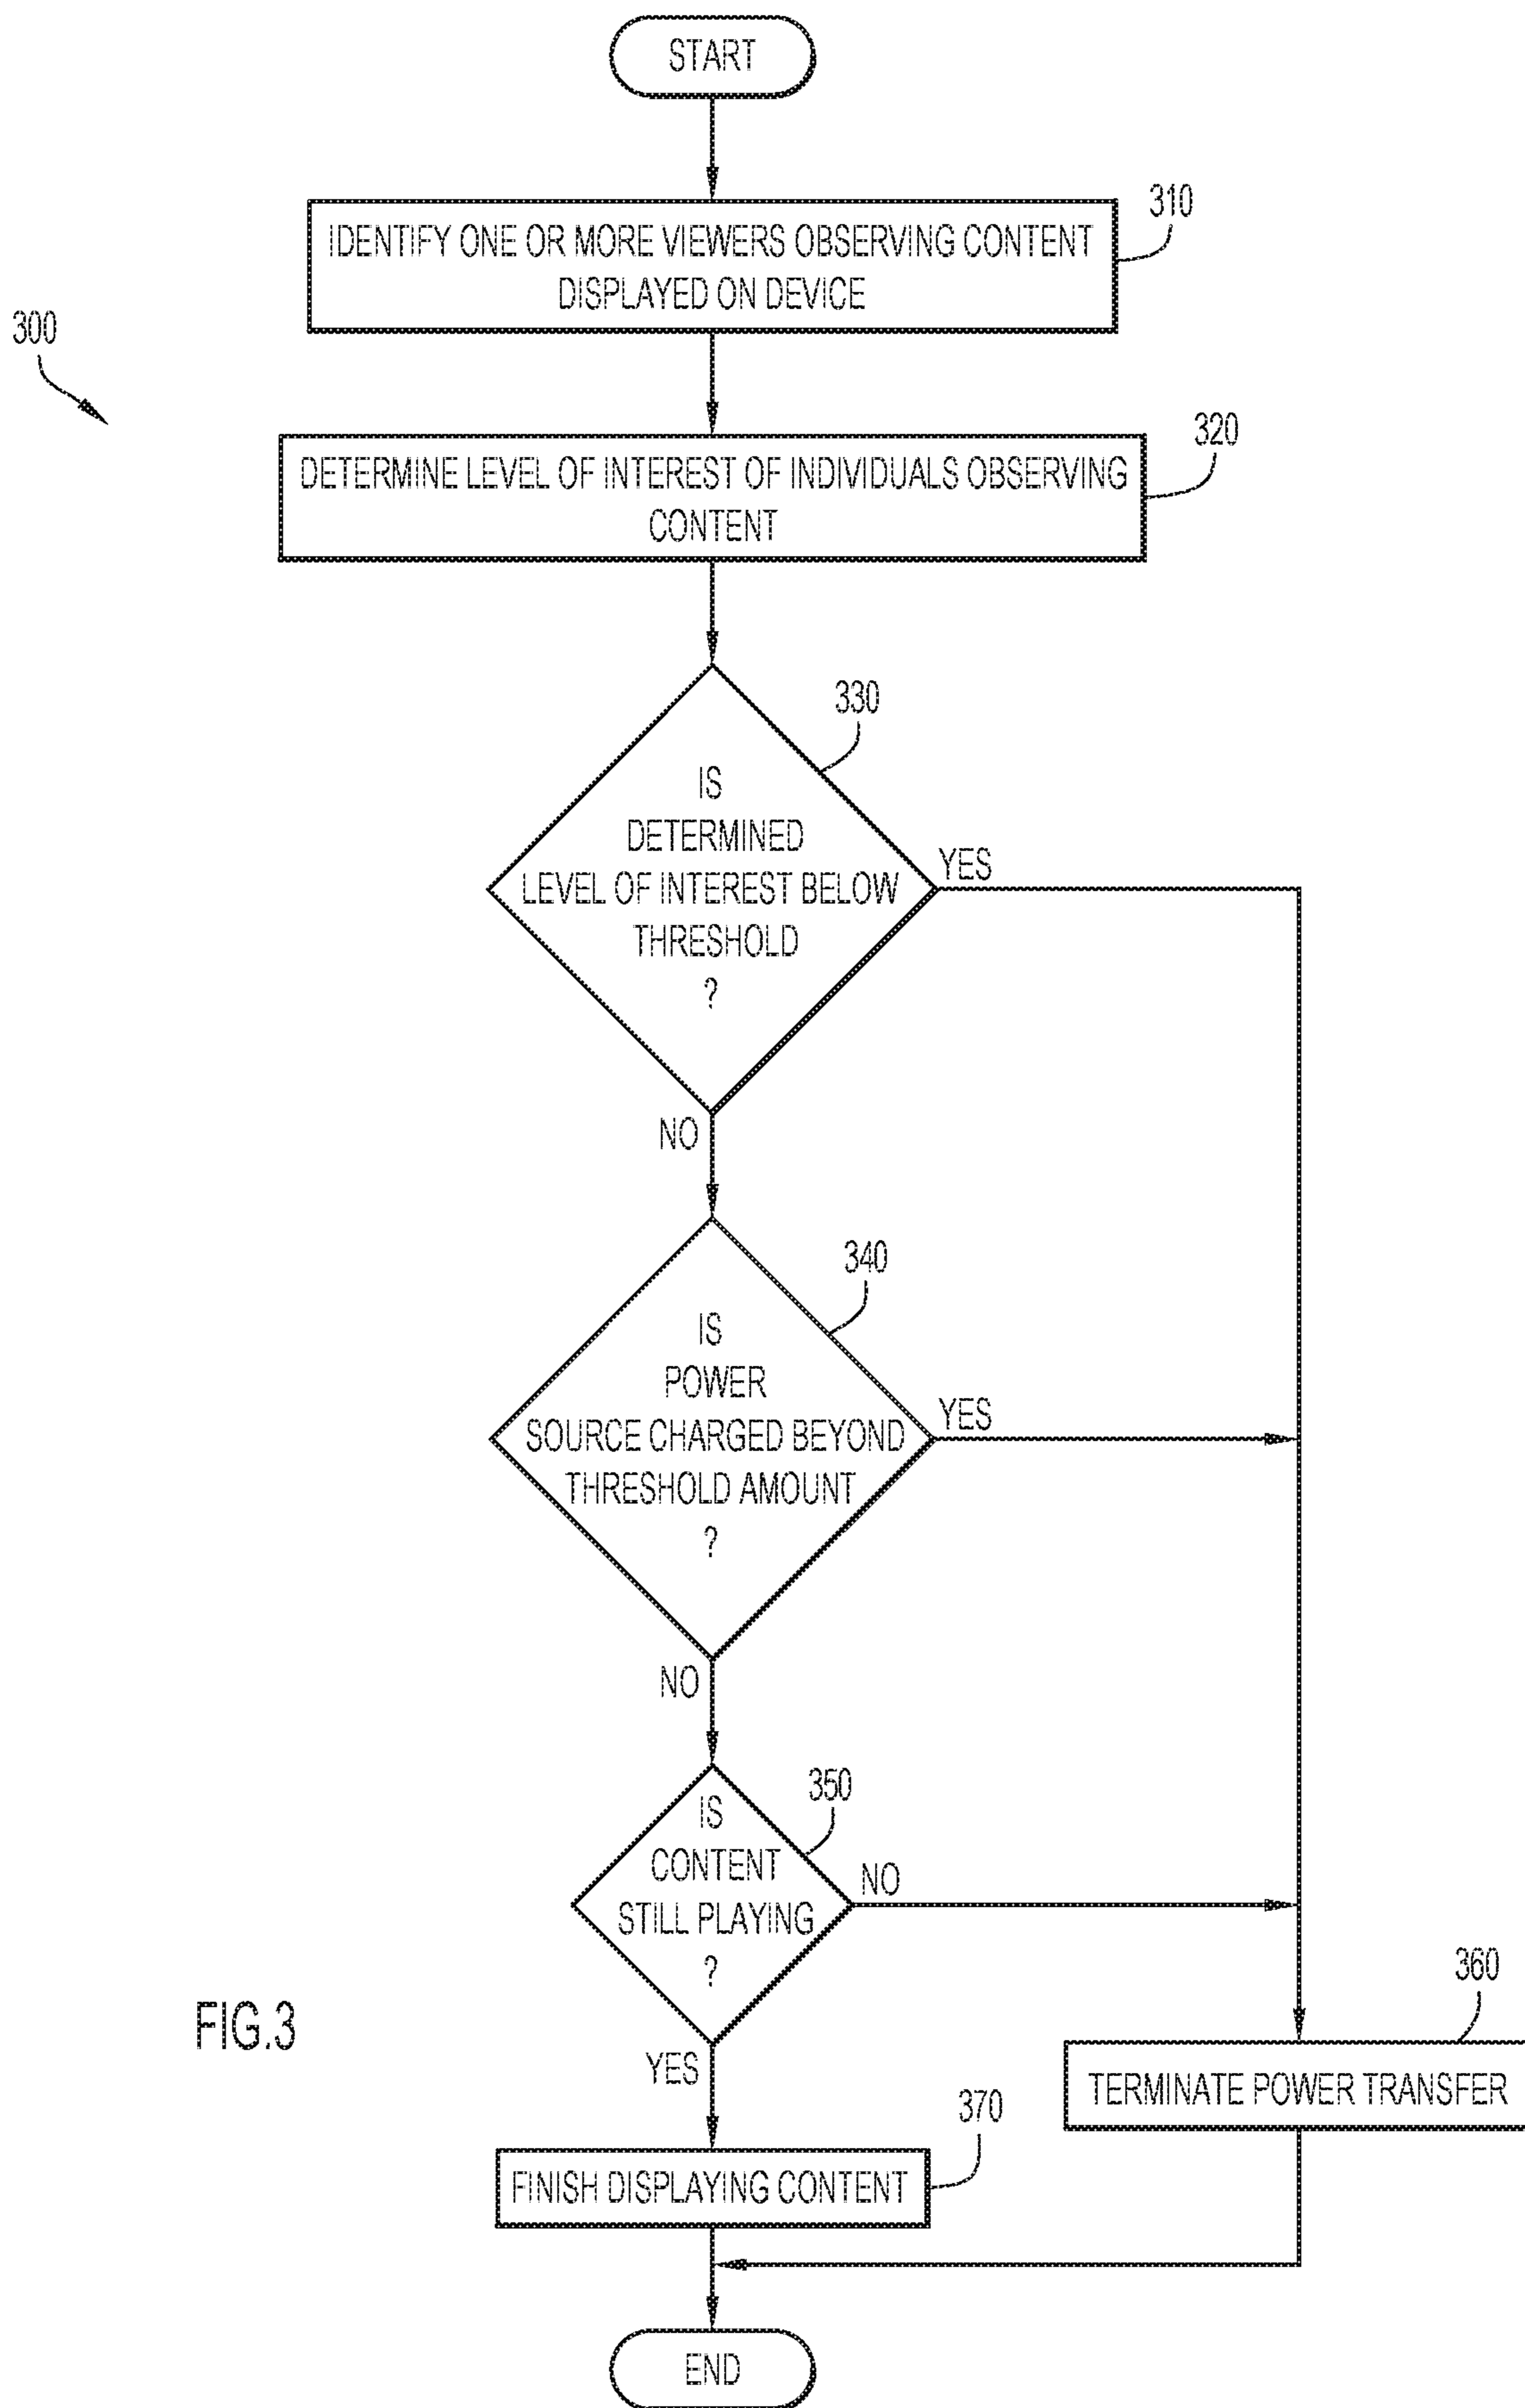 START
310
IDENTIFY ONE OR MORE VIEWERS OBSERVING CONTENT
DISPLAYED ON DEVICE
300
320
DETERMINE LEVEL OF INTEREST OF INDIVIDUALS OBSERVING
CONTENT
330
IS
DETERMINED
LEVEL OF INTEREST BELOW
THRESHOLD
?
YES
NO
340
IS
POWER
SOURCE CHARGED BEYOND
THRESHOLD AMOUNT
?
YES
NO
350
IS
CONTENT
STILL PLAYING
?
NO
YES
360
TERMINATE POWER TRANSFER
370
FINISH DISPLAYING CONTENT
FIG.3
END